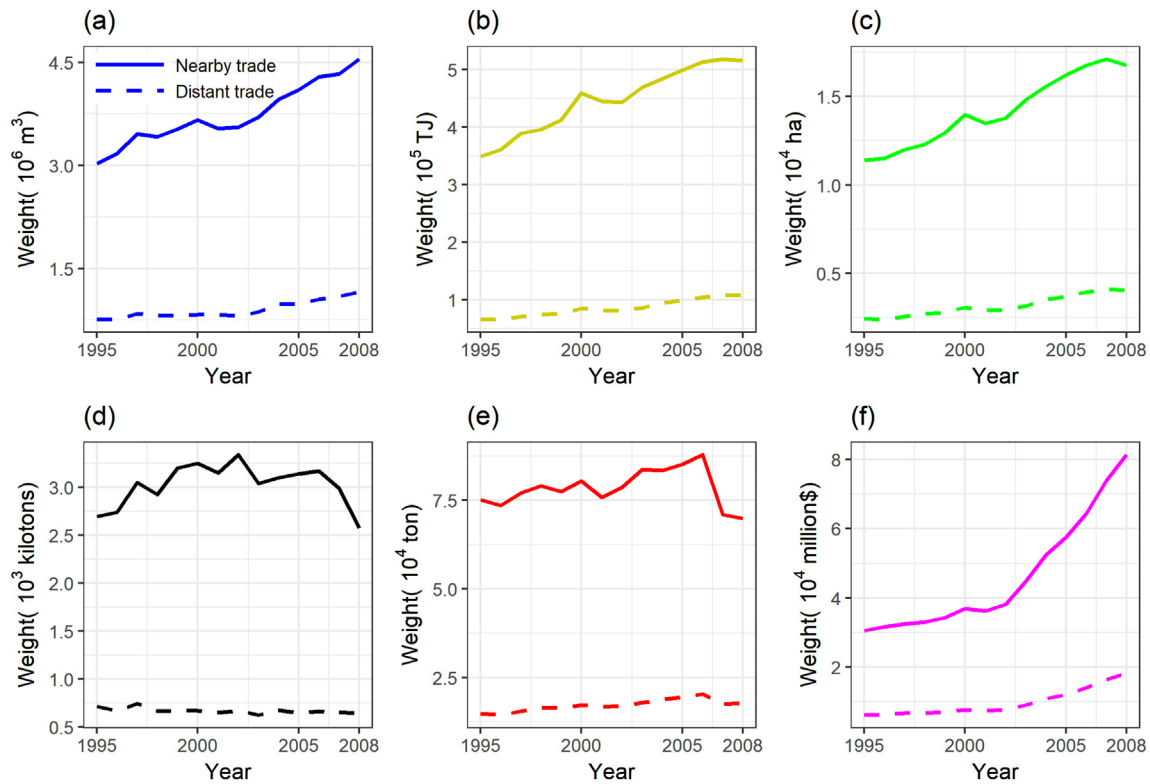 (a)
4.5
3.0
1.5
Weight( 10⁶ m³)
Nearby trade
Distant trade
1995
2000
2005
2008
Year
(b)
5
4
3
2
1
Weight( 10⁵ TJ)
1995
2000
2005
2008
Year
(c)
1.5
1.0
0.5
Weight( 10⁴ ha)
1995
2000
2005
2008
Year
(d)
3.0
2.5
2.0
1.5
1.0
0.5
Weight( 10³ kilotons)
1995
2000
2005
2008
Year
(e)
7.5
5.0
2.5
Weight( 10⁴ ton)
1995
2000
2005
2008
Year
(f)
8
6
4
2
Weight( 10⁴ millions$)
1995
2000
2005
2008
Year